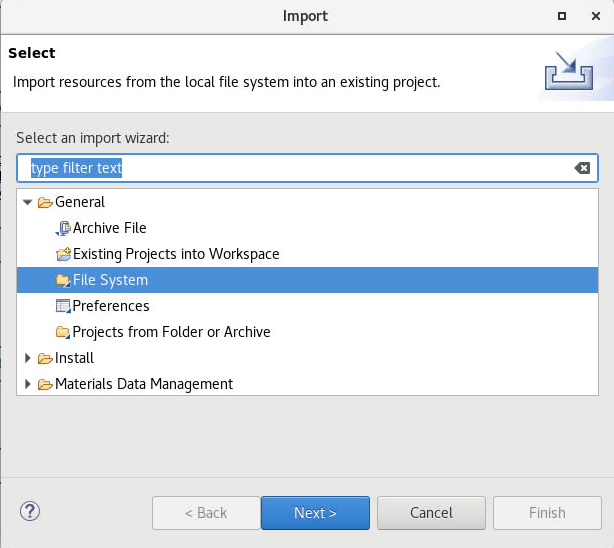 Import
Select
Import resources from the local file system into an existing project.
Select an import wizard:
type filter text
General
Archive File
Existing Projects into Workspace
File System
Preferences
Projects from Folder or Archive
Install
Materials Data Management
< Back
Next >
Cancel
Finish